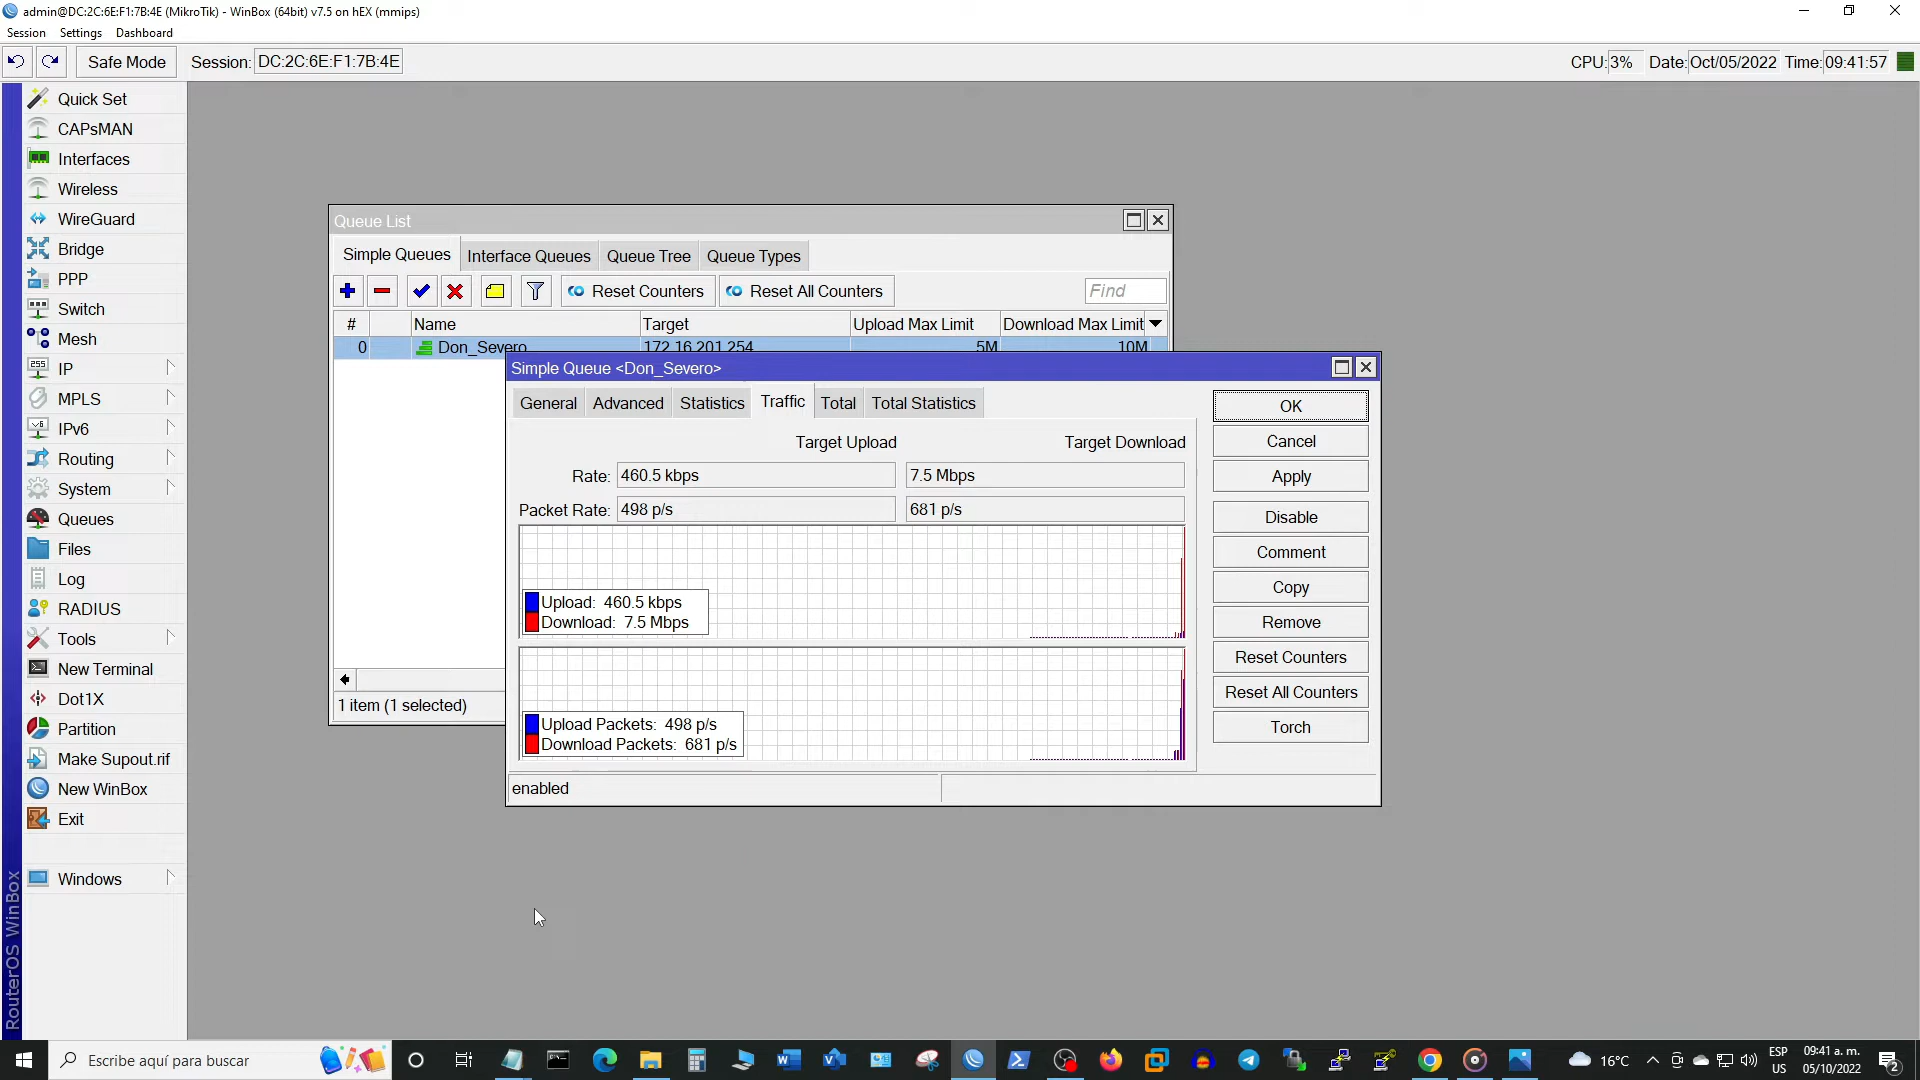 admin@DC:2C:6E:F1:7B:4E (MikroTik) - WinBox (64bit) v7.5 on hEX (mmips)
Session Settings Dashboard
Safe Mode Session: DC:2C:6E:F1:7B:4E CPU: 3% Date: Oct/05/2022 Time: 09:41:57
Quick Set
CAPsMAN
Interfaces
Wireless
WireGuard
Bridge
PPP
Switch
Mesh
IP
MPLS
IPv6
Routing
System
Queues
Files
Log
RADIUS
Tools
New Terminal
Dot1X
Partition
Make Supout.rif
New WinBox
Exit
Windows
RouterOS WinBox
Queue List
Simple Queues Interface Queues Queue Tree Queue Types
Reset Counters Reset All Counters Find
# Name Target Upload Max Limit Download Max Limit
0 Don_Severo 172.16.201.254 5M 10M
1 item (1 selected)
Simple Queue <Don_Severo>
General Advanced Statistics Traffic Total Total Statistics
Target Upload Target Download
Rate: 460.5 kbps 7.5 Mbps
Packet Rate: 498 p/s 681 p/s
Upload: 460.5 kbps
Download: 7.5 Mbps
Upload Packets: 498 p/s
Download Packets: 681 p/s
enabled
OK
Cancel
Apply
Disable
Comment
Copy
Remove
Reset Counters
Reset All Counters
Torch
Escribe aquí para buscar
16°C
ESP
US
09:41 a. m.
05/10/2022
2